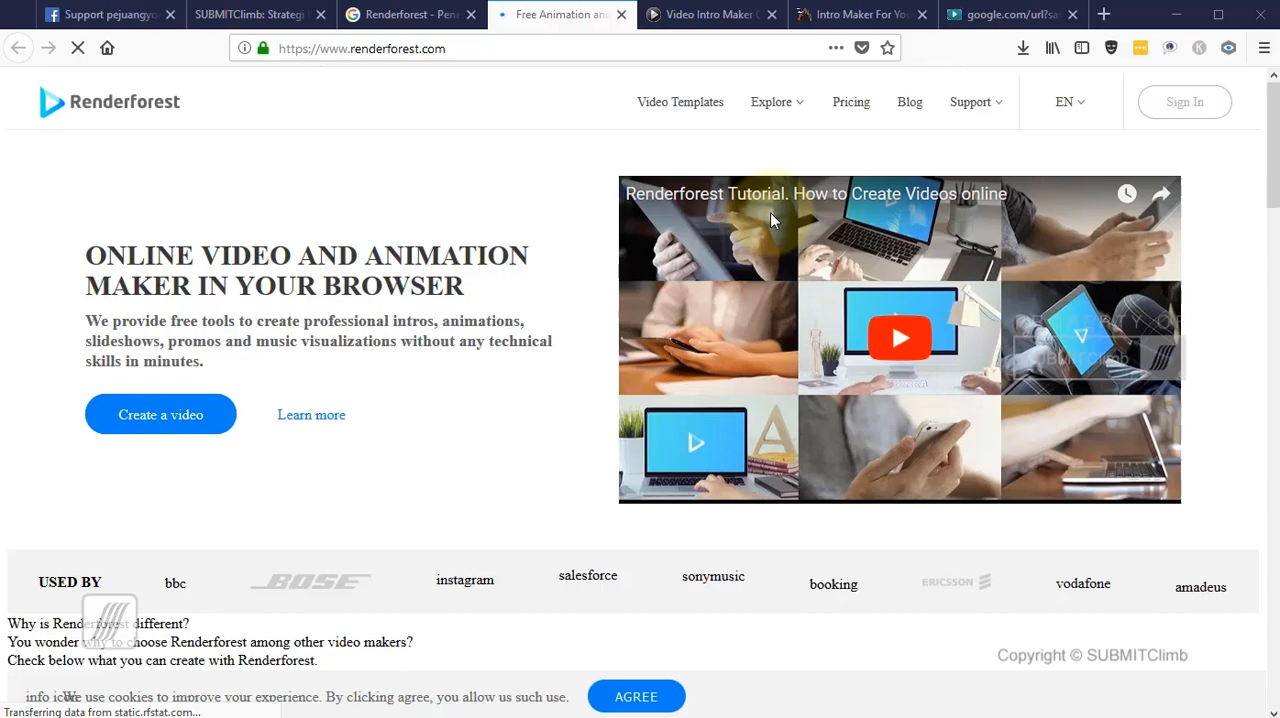 Support pejuangyo
SUBMITClimb: Strategi
Renderforest - Pene
Free Animation an
Video Intro Maker O
Intro Maker For You
google.com/url?sa
https://www.renderforest.com
Renderforest
Video Templates
Explore
Pricing
Blog
Support
EN
Sign In
Renderforest Tutorial. How to Create Videos online
ONLINE VIDEO AND ANIMATION
MAKER IN YOUR BROWSER
We provide free tools to create professional intros, animations,
slideshows, promos and music visualizations without any technical
skills in minutes.
Create a video
Learn more
SUBMITClimb
USED BY
bbc
BOSE
instagram
salesforce
sonymusic
booking
ERICSSON
vodafone
amadeus
Why is Renderforest different?
You wonder why to choose Renderforest among other video makers?
Check below what you can create with Renderforest.
Copyright © SUBMITClimb
info icon
We use cookies to improve your experience. By clicking agree, you allow us such use.
AGREE
Transferring data from static.rfstat.com...